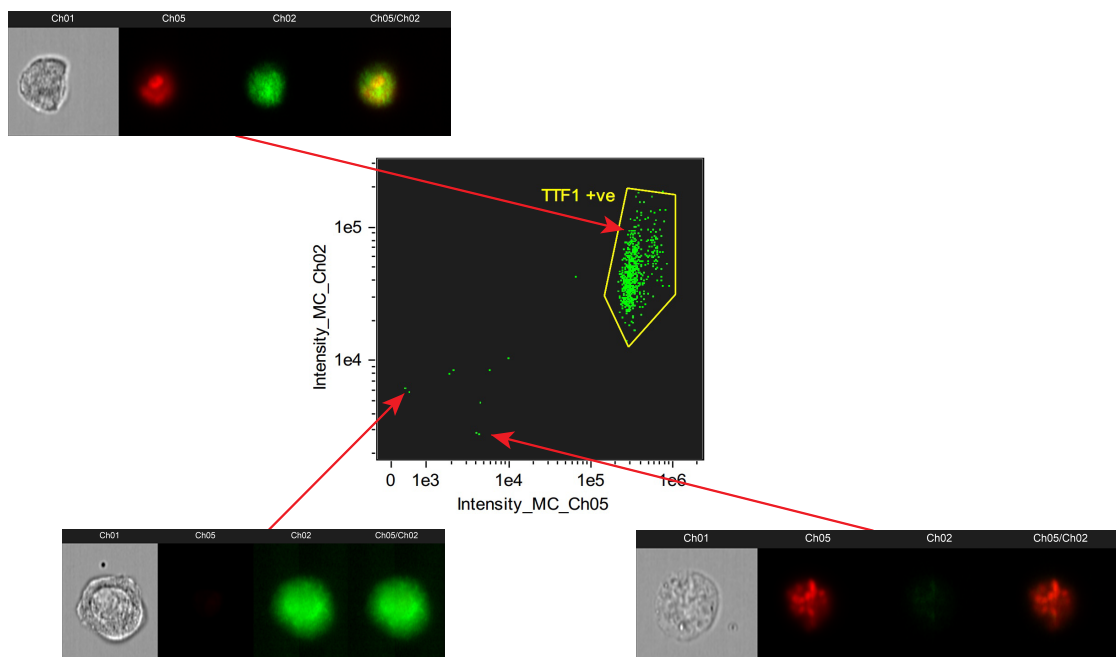 Ch01 Ch05 Ch02 Ch05/Ch02
TTF1 +ve
1e5
1e4
Intensity_MC_Ch02
0 1e3 1e4 1e5 1e6
Intensity_MC_Ch05
Ch01 Ch05 Ch02 Ch05/Ch02
Ch01 Ch05 Ch02 Ch05/Ch02